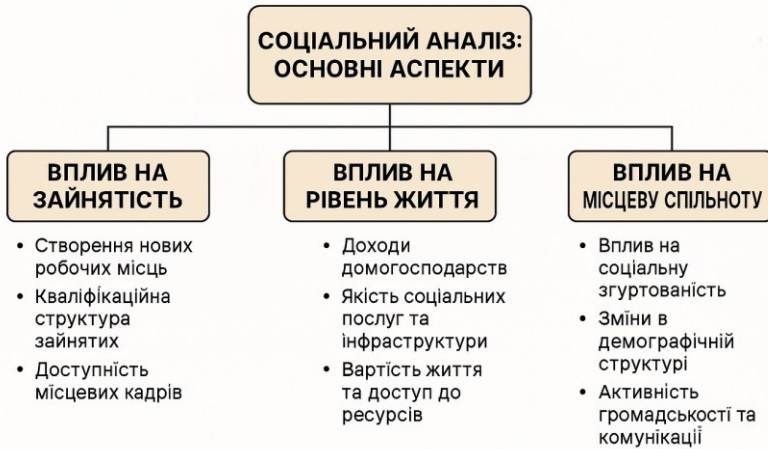 СОЦІАЛЬНИЙ АНАЛІЗ:
ОСНОВНІ АСПЕКТИ
ВПЛИВ НА
ЗАЙНЯТІСТЬ
• Створення нових
робочих місць
• Кваліфікаційна
структура
зайнятих
• Доступність
місцевих кадрів
ВПЛИВ НА
РІВЕНЬ ЖИТТЯ
• Доходи
домогосподарств
• Якість соціальних
послуг та
інфраструктури
• Вартість життя
та доступ до
ресурсів
ВПЛИВ НА
МІСЦЕВУ СПІЛЬНОТУ
• Вплив на
соціальну
згуртованість
• Зміни в
демографічній
структурі
• Активність
громадськості та
комунікації